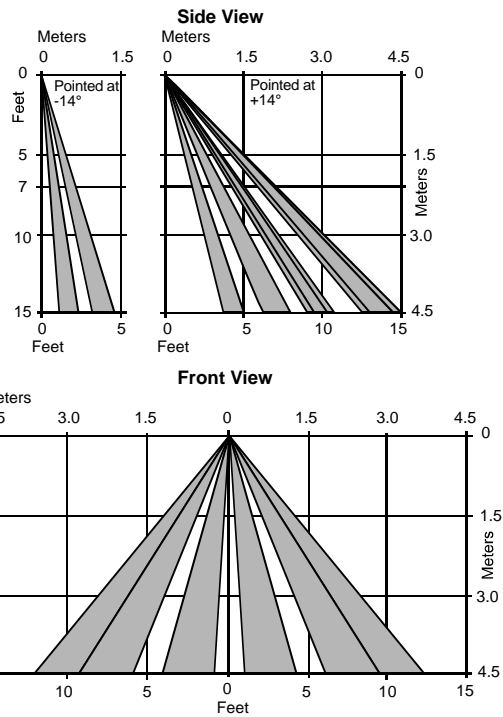 Side View
Meters
Meters
0 1.5
0 1.5 3.0 4.5
0
Pointed at
-14°
Pointed at
+14°
0
Feet
5
7
10
15
1.5
Meters
3.0
4.5
0 5
Feet
0 5 10 15
Feet
Front View
eters
5 3.0 1.5 0 1.5 3.0 4.5
0
1.5
Meters
3.0
4.5
10 5 0 5 10 15
Feet